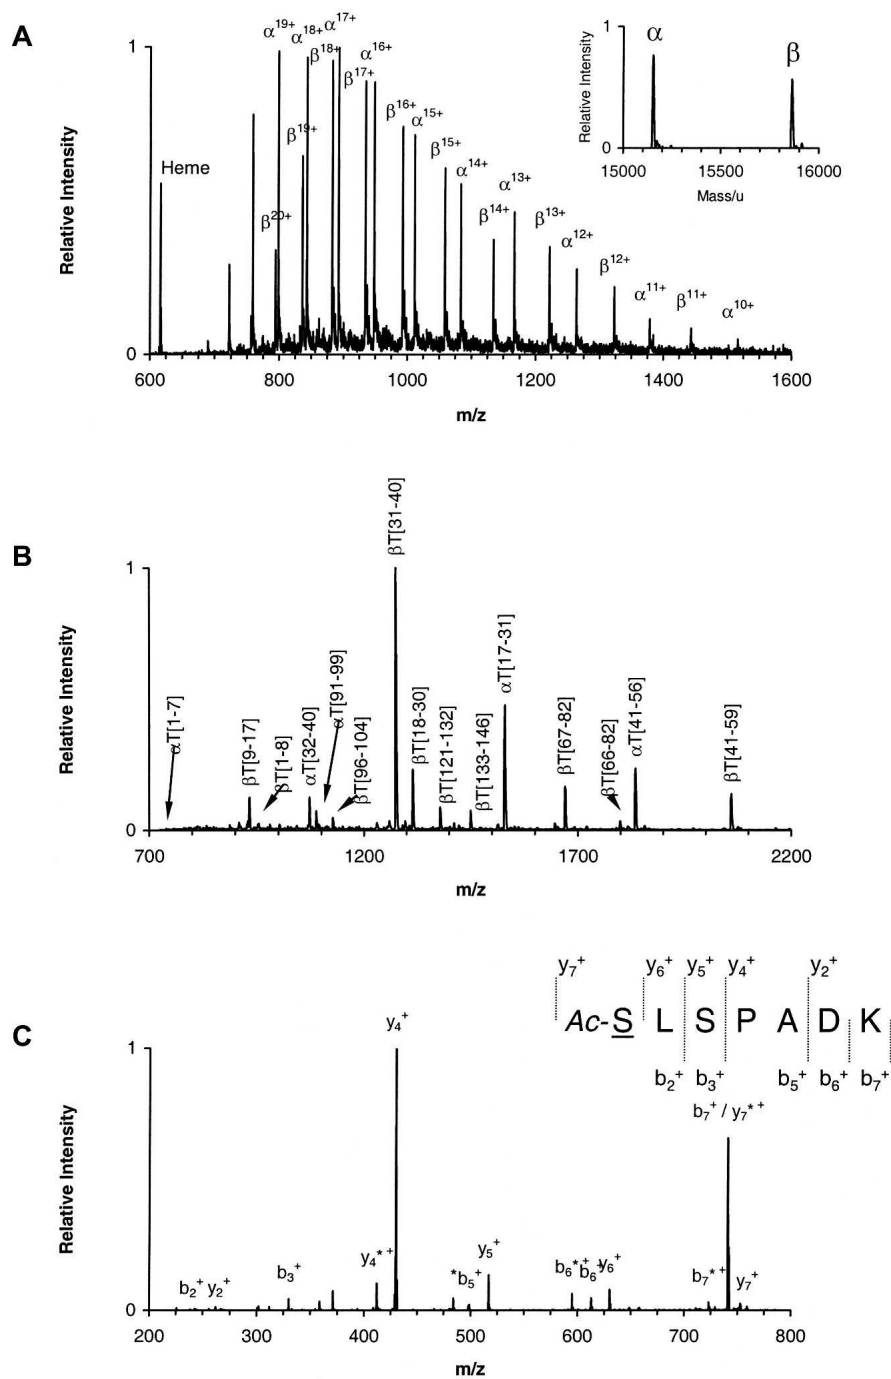 A
Relative Intensity
1
0
Heme
β²⁰⁺
α¹⁹⁺
β¹⁹⁺
α¹⁸⁺
β¹⁸⁺
α¹⁷⁺
β¹⁷⁺
α¹⁶⁺
β¹⁶⁺
α¹⁵⁺
β¹⁵⁺
α¹⁴⁺
β¹⁴⁺
α¹³⁺
β¹³⁺
α¹²⁺
β¹²⁺
α¹¹⁺
β¹¹⁺
α¹⁰⁺
600 800 1000 1200 1400 1600
m/z
Relative Intensity
1
0
α
β
15000 15500 16000
Mass/u
B
Relative Intensity
1
0
αT[1-7]
βT[9-17]
βT[1-8]
αT[32-40]
αT[91-99]
βT[96-104]
βT[31-40]
βT[18-30]
βT[121-132]
βT[133-146]
αT[17-31]
βT[67-82]
βT[66-82]
αT[41-56]
βT[41-59]
700 1200 1700 2200
m/z
C
y₇⁺ y₆⁺ y₅⁺ y₄⁺ y₂⁺
Ac-S L S P A D K
b₂⁺ b₃⁺ b₅⁺ b₆⁺ b₇⁺
Relative Intensity
1
0
b₂⁺ y₂⁺
b₃⁺
y₄*⁺
y₄⁺
*b₅⁺
y₅⁺
b₆*⁺
b₆⁺
y₆⁺
b₇*⁺
b₇⁺ / y₇*⁺
y₇⁺
200 300 400 500 600 700 800
m/z